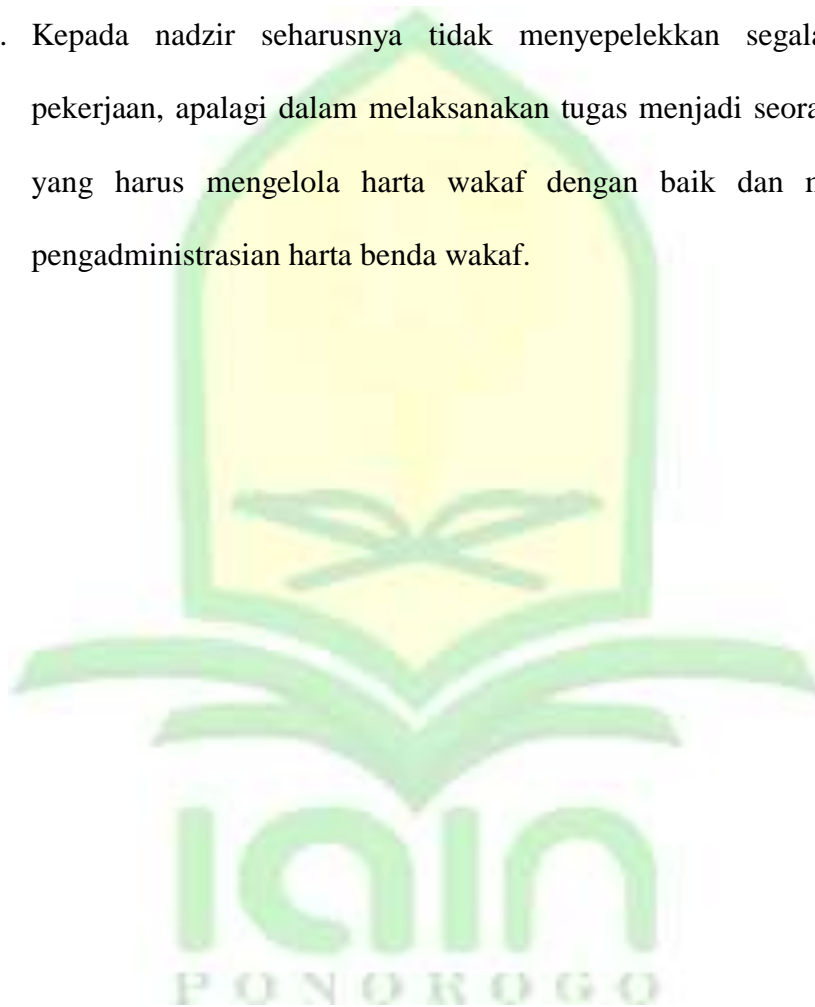 . Kepada nadzir seharusnya tidak menyepelekkan segala
pekerjaan, apalagi dalam melaksanakan tugas menjadi seora
yang harus mengelola harta wakaf dengan baik dan m
pengadministrasian harta benda wakaf.
iain
PONOROGO